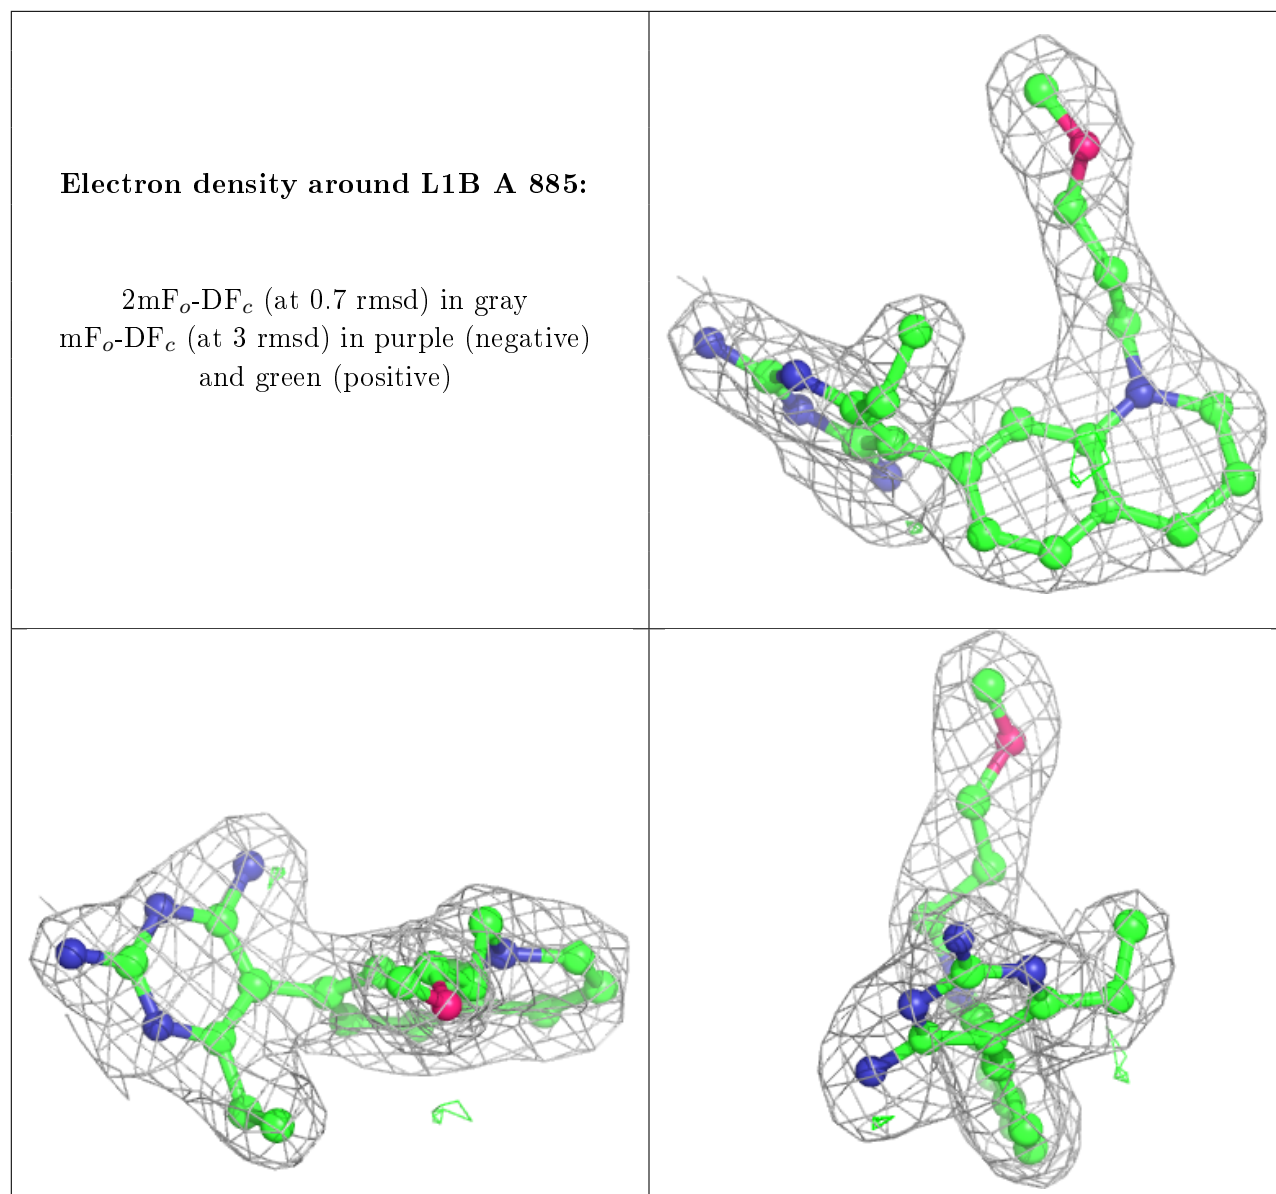 Electron density around L1B A 885:
2mFₒ-DF𝒸 (at 0.7 rmsd) in gray
mFₒ-DF𝒸 (at 3 rmsd) in purple (negative)
and green (positive)